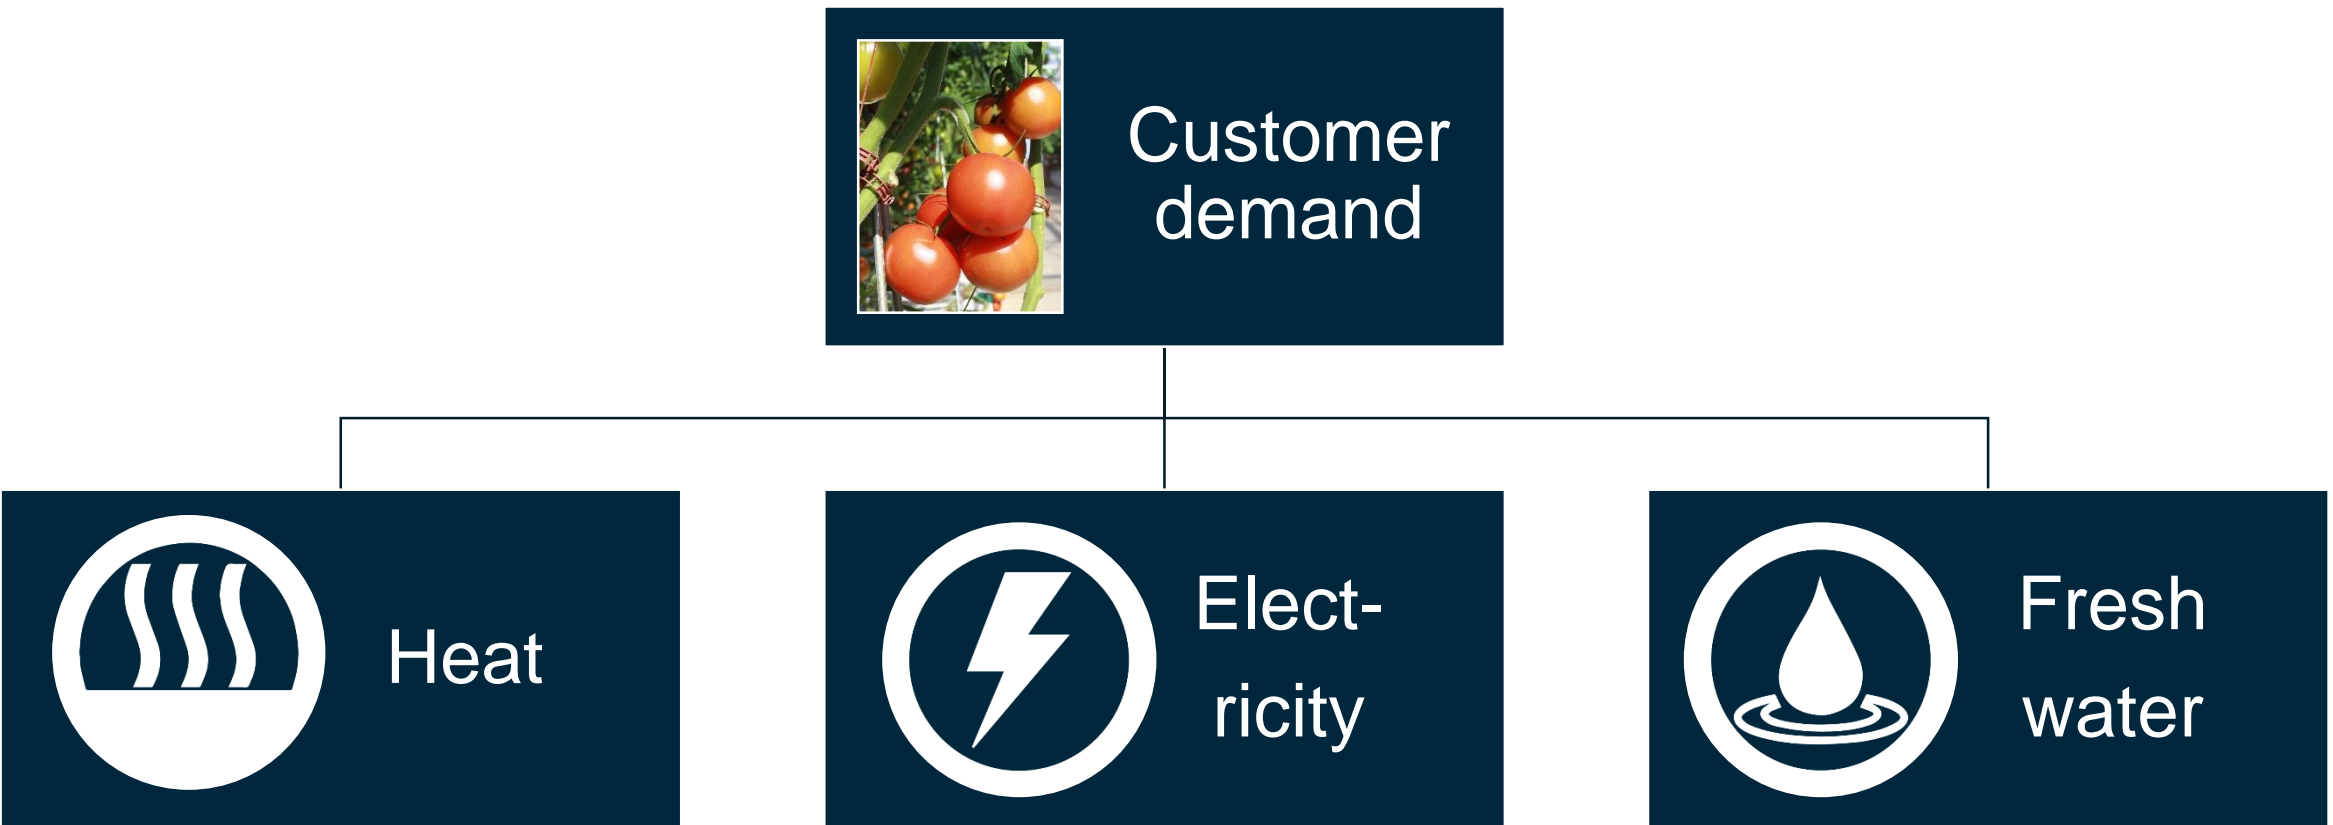 Customer
demand
Heat
Elect-
ricity
Fresh
water